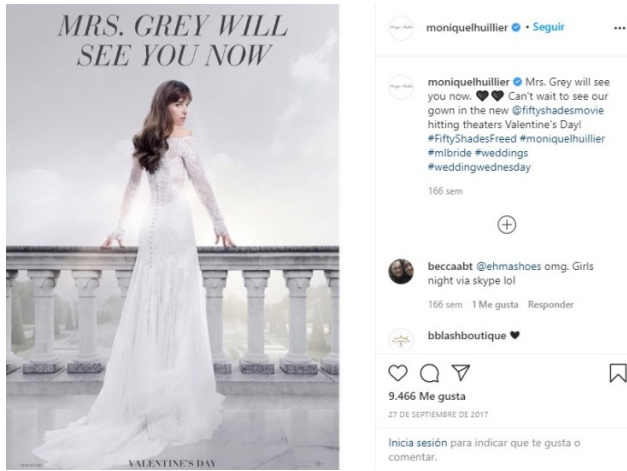 MRS. GREY WILL
SEE YOU NOW
VALENTINE'S DAY
moniquelhuillier • Seguir
moniquelhuillier Mrs. Grey will see
you now. 🖤🖤 Can't wait to see our
gown in the new @fiftyshadesmovie
hitting theaters Valentine's Day!
#FiftyShadesFreed #moniquelhuillier
#mlbride #weddings
#weddingwednesday
166 sem
beccaabt @ehmashoes omg. Girls
night via skype lol
166 sem 1 Me gusta Responder
bblashboutique 🖤
9.466 Me gusta
27 DE SEPTIEMBRE DE 2017
Inicia sesión para indicar que te gusta o
comentar.